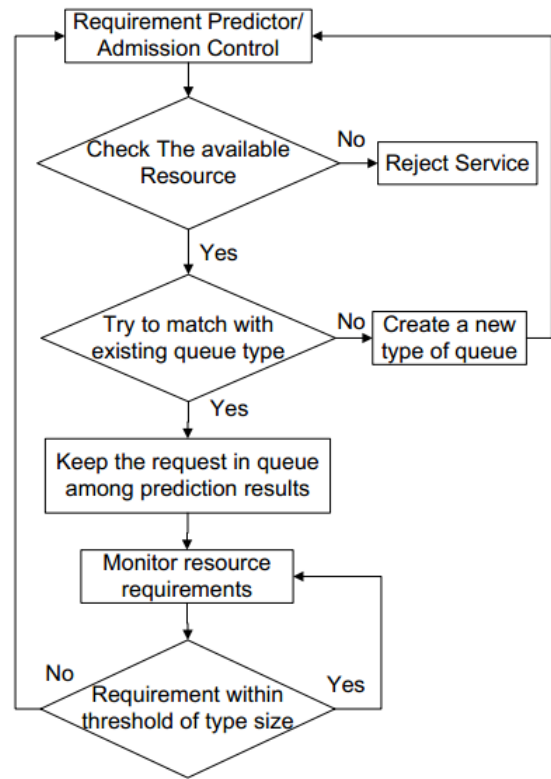 Requirement Predictor/
Admission Control
Check The available
Resource
No
Reject Service
Yes
Try to match with
existing queue type
No
Create a new
type of queue
Yes
Keep the request in queue
among prediction results
Monitor resource
requirements
No
Requirement within
threshold of type size
Yes